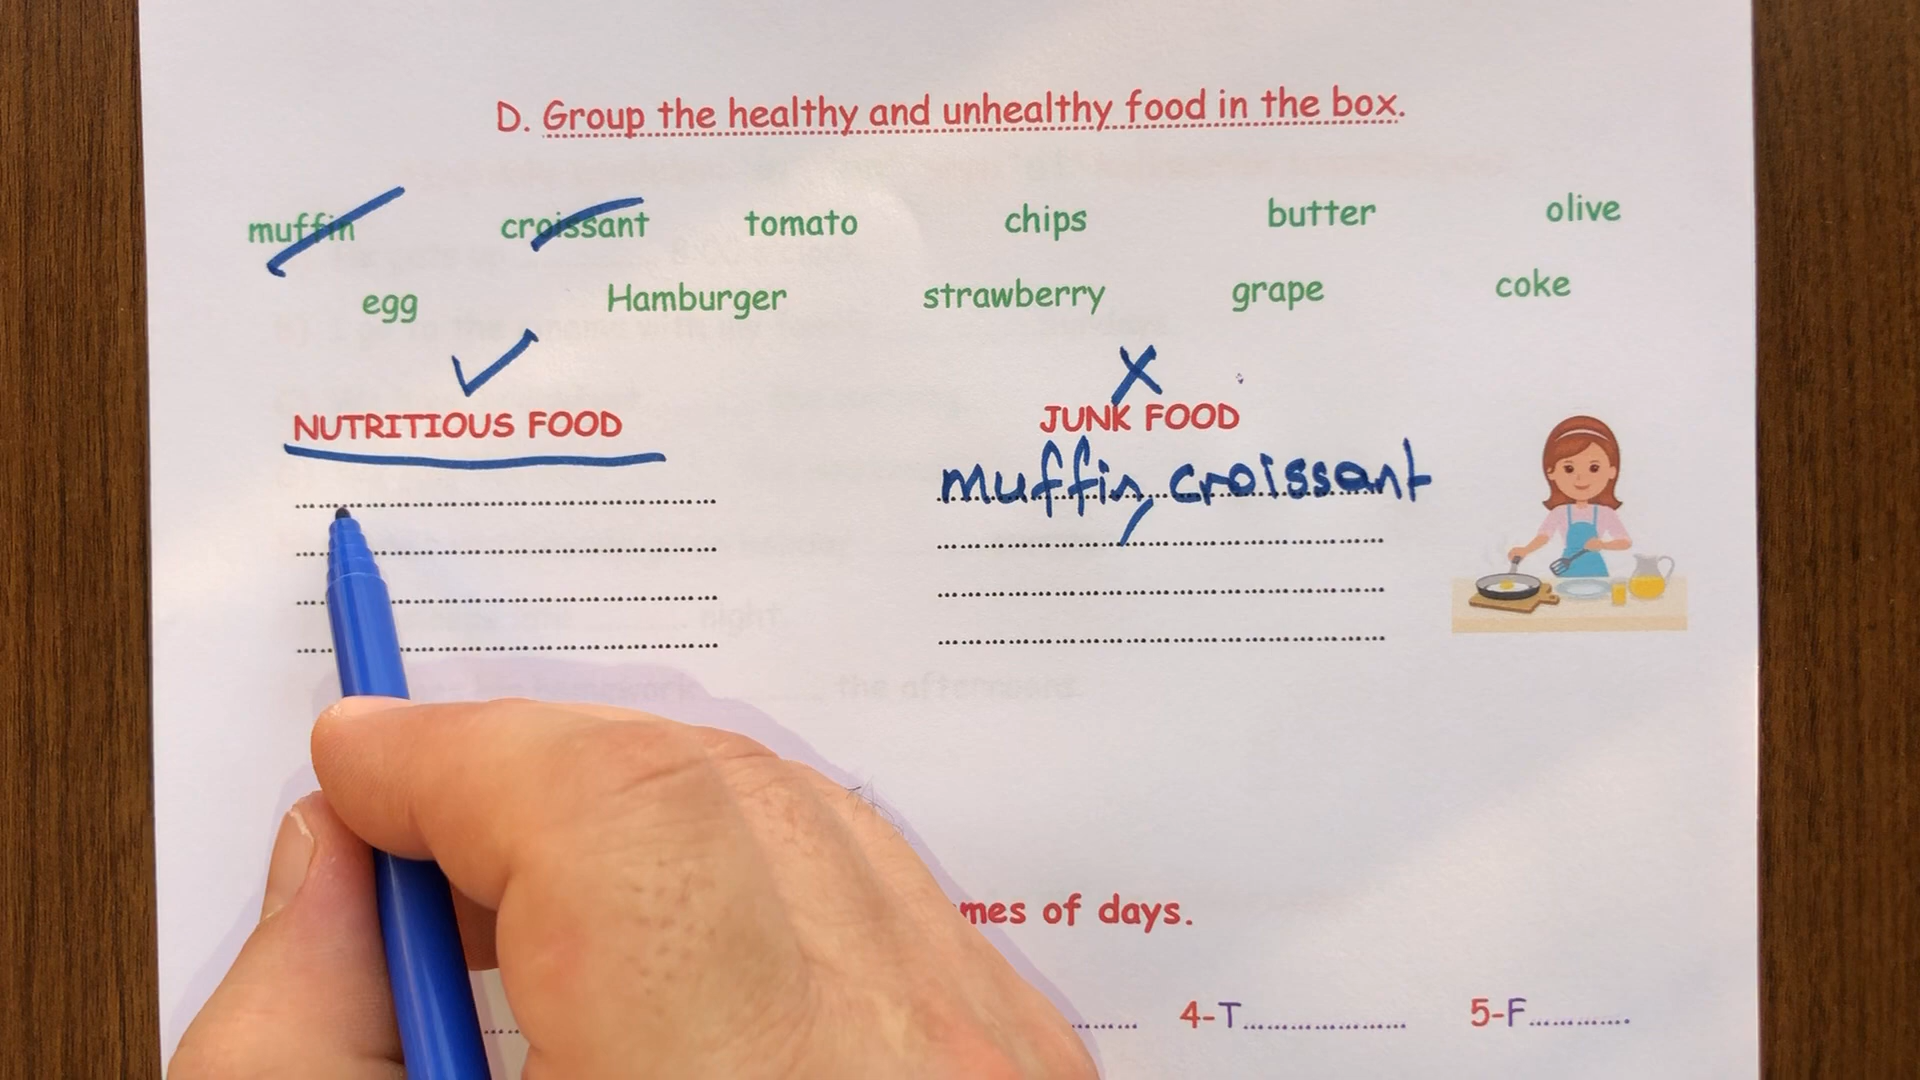 D. Group the healthy and unhealthy food in the box.
muffin croissant tomato chips butter olive
egg Hamburger strawberry grape coke
NUTRITIOUS FOOD
JUNK FOOD
muffin, croissant
mes of days.
4-T.................. 5-F.............